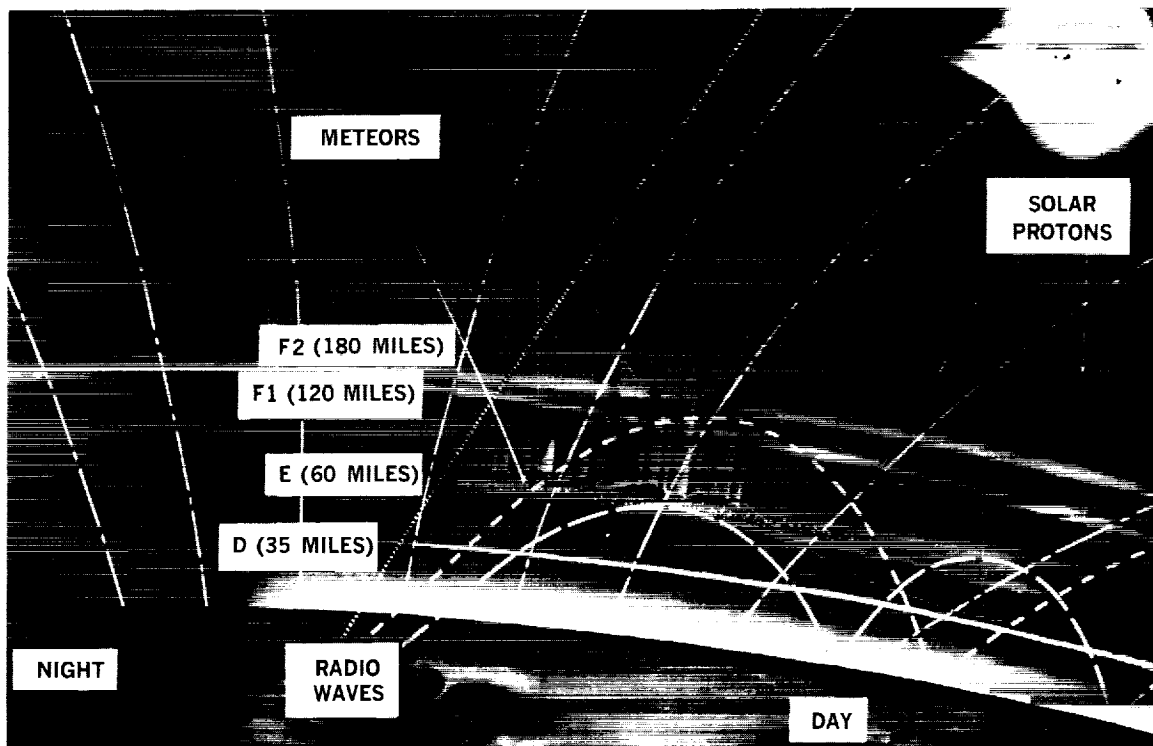 METEORS
SOLAR
PROTONS
F2 (180 MILES)
F1 (120 MILES)
E (60 MILES)
D (35 MILES)
NIGHT
RADIO
WAVES
DAY